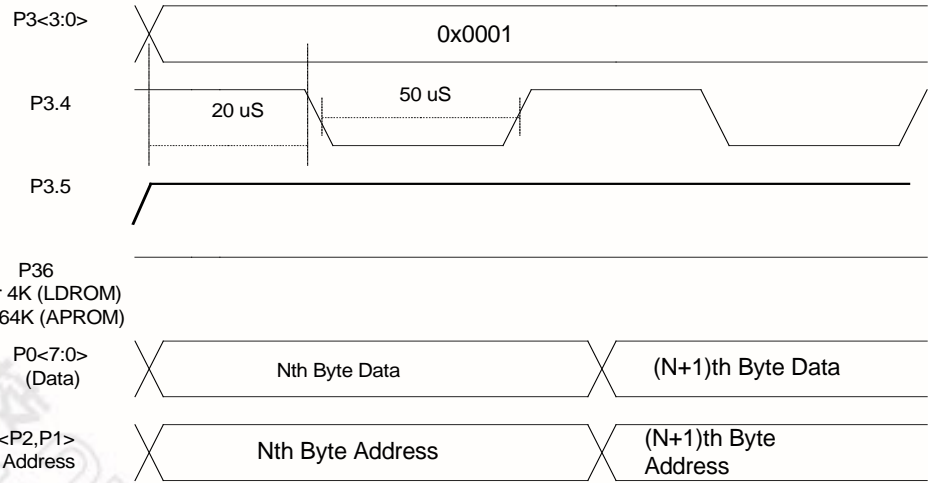 P3<3:0>
0x0001
P3.4
20 uS
50 uS
P3.5
P36
4K (LDROM)
64K (APROM)
P0<7:0>
(Data)
Nth Byte Data
(N+1)th Byte Data
<P2,P1>
Address
Nth Byte Address
(N+1)th Byte
Address